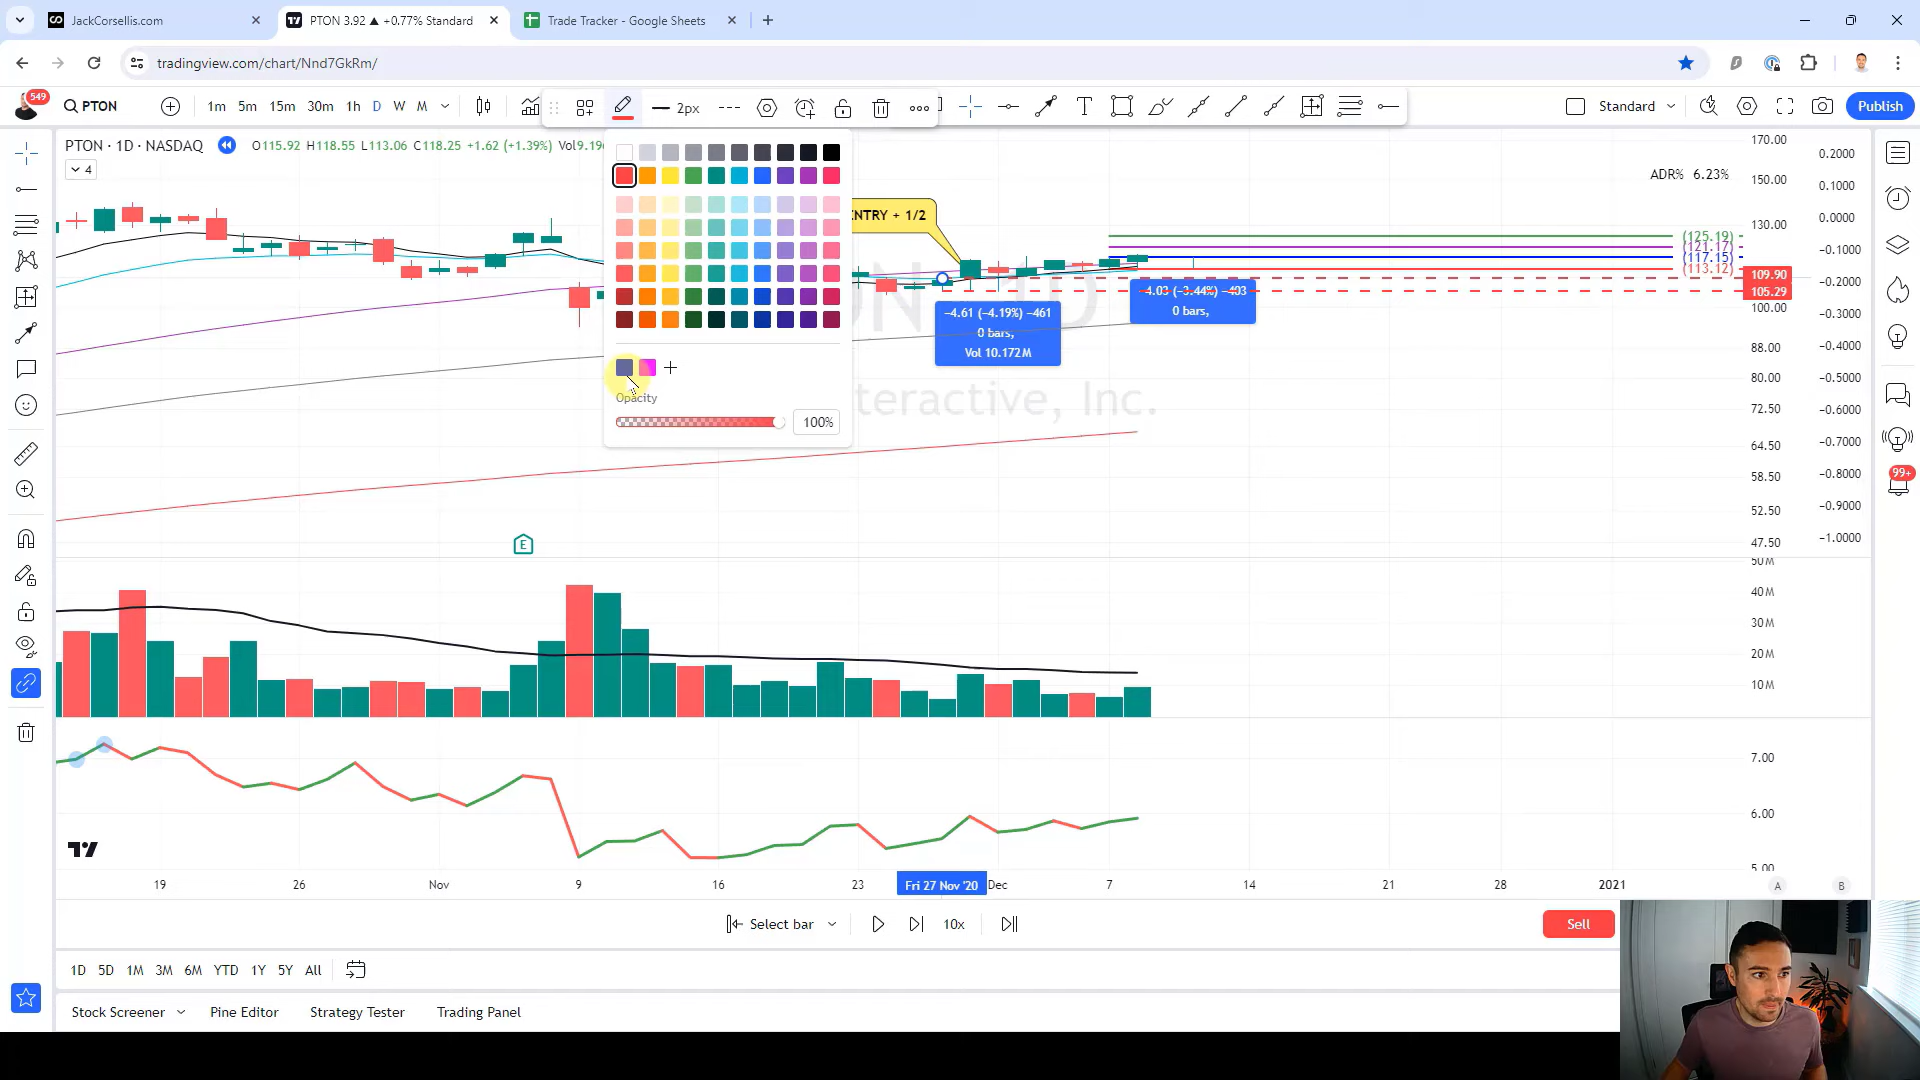 JackCorsellis.com
PTON 3.92 ▲ +0.77% Standard
Trade Tracker - Google Sheets
tradingview.com/chart/Nnd7GkRm/
549
PTON
1m 5m 15m 30m 1h D W M
2px
Standard
Publish
PTON · 1D · NASDAQ
O115.92 H118.55 L113.06 C118.25 +1.62 (+1.39%)
4
ADR% 6.23%
NTRY + 1/2
(125.19)
(121.17)
(117.15)
(113.12)
109.90
105.29
−4.03 (−3.44%) −403
0 bars,
−4.61 (−4.19%) −461
0 bars,
Vol 10.172M
teractive, Inc.
Opacity
100%
170.00
150.00
130.00
100.00
88.00
80.00
72.50
64.50
58.50
52.50
47.50
0.2000
0.1000
0.0000
−0.1000
−0.2000
−0.3000
−0.4000
−0.5000
−0.6000
−0.7000
−0.8000
−0.9000
−1.0000
99+
E
50M
40M
30M
20M
10M
7.00
6.00
5.00
19 26 Nov 9 16 23 Fri 27 Nov '20 Dec 7 14 21 28 2021
A B
Select bar
10x
Sell
1D 5D 1M 3M 6M YTD 1Y 5Y All
Stock Screener Pine Editor Strategy Tester Trading Panel